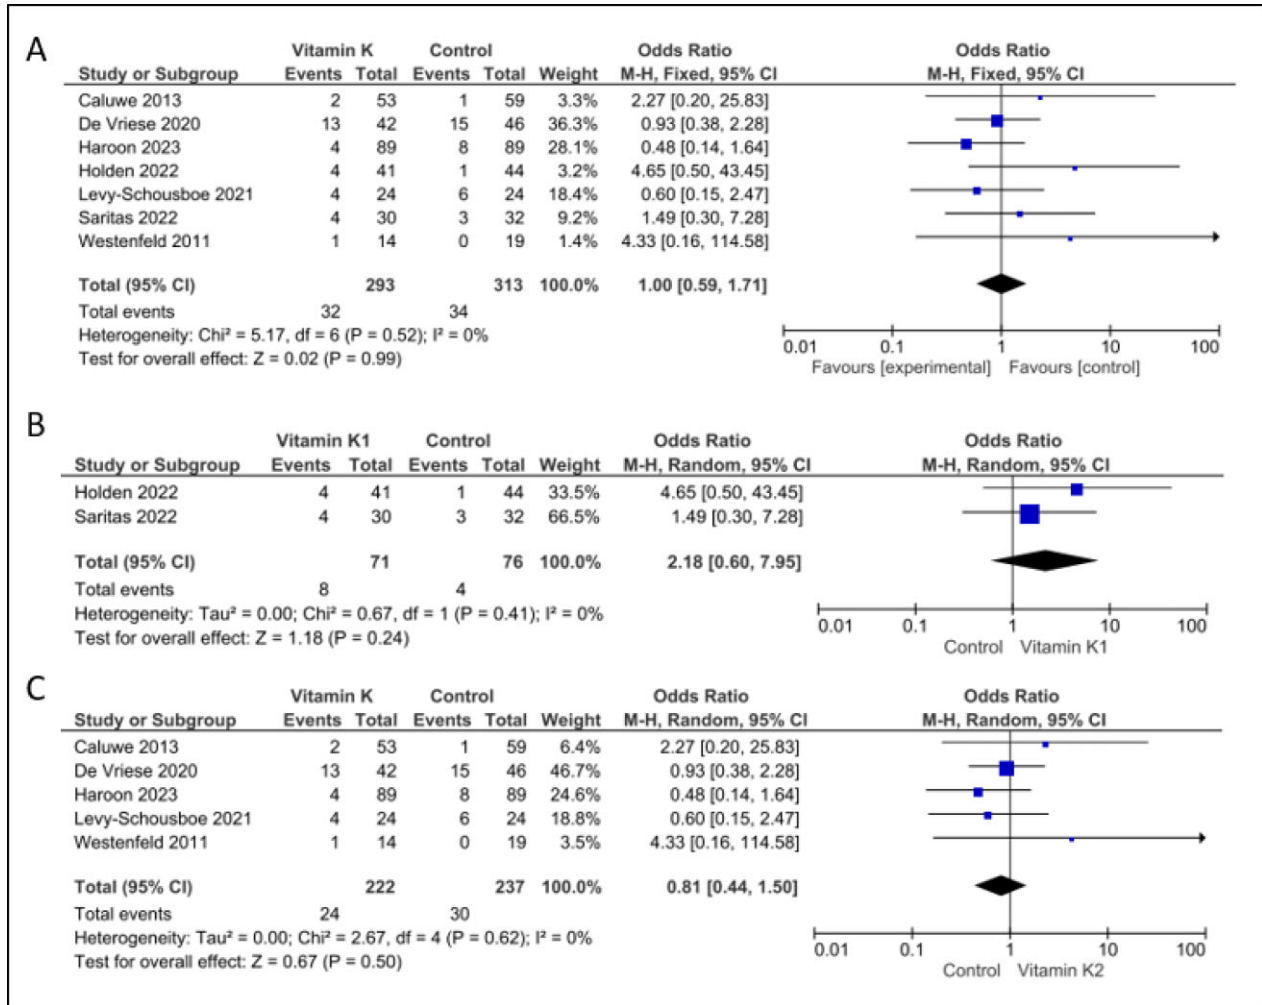 A
Vitamin K Control Odds Ratio Odds Ratio
Study or Subgroup Events Total Events Total Weight M-H, Fixed, 95% CI M-H, Fixed, 95% CI
Caluwe 2013 2 53 1 59 3.3% 2.27 [0.20, 25.83]
De Vriese 2020 13 42 15 46 36.3% 0.93 [0.38, 2.28]
Haroon 2023 4 89 8 89 28.1% 0.48 [0.14, 1.64]
Holden 2022 4 41 1 44 3.2% 4.65 [0.50, 43.45]
Levy-Schousboe 2021 4 24 6 24 18.4% 0.60 [0.15, 2.47]
Saritas 2022 4 30 3 32 9.2% 1.49 [0.30, 7.28]
Westenfeld 2011 1 14 0 19 1.4% 4.33 [0.16, 114.58]
Total (95% CI) 293 313 100.0% 1.00 [0.59, 1.71]
Total events 32 34
Heterogeneity: Chi² = 5.17, df = 6 (P = 0.52); I² = 0%
Test for overall effect: Z = 0.02 (P = 0.99)
0.01 0.1 1 10 100
Favours [experimental] Favours [control]
B
Vitamin K1 Control Odds Ratio Odds Ratio
Study or Subgroup Events Total Events Total Weight M-H, Random, 95% CI M-H, Random, 95% CI
Holden 2022 4 41 1 44 33.5% 4.65 [0.50, 43.45]
Saritas 2022 4 30 3 32 66.5% 1.49 [0.30, 7.28]
Total (95% CI) 71 76 100.0% 2.18 [0.60, 7.95]
Total events 8 4
Heterogeneity: Tau² = 0.00; Chi² = 0.67, df = 1 (P = 0.41); I² = 0%
Test for overall effect: Z = 1.18 (P = 0.24)
0.01 0.1 1 10 100
Control Vitamin K1
C
Vitamin K Control Odds Ratio Odds Ratio
Study or Subgroup Events Total Events Total Weight M-H, Random, 95% CI M-H, Random, 95% CI
Caluwe 2013 2 53 1 59 6.4% 2.27 [0.20, 25.83]
De Vriese 2020 13 42 15 46 46.7% 0.93 [0.38, 2.28]
Haroon 2023 4 89 8 89 24.6% 0.48 [0.14, 1.64]
Levy-Schousboe 2021 4 24 6 24 18.8% 0.60 [0.15, 2.47]
Westenfeld 2011 1 14 0 19 3.5% 4.33 [0.16, 114.58]
Total (95% CI) 222 237 100.0% 0.81 [0.44, 1.50]
Total events 24 30
Heterogeneity: Tau² = 0.00; Chi² = 2.67, df = 4 (P = 0.62); I² = 0%
Test for overall effect: Z = 0.67 (P = 0.50)
0.01 0.1 1 10 100
Control Vitamin K2